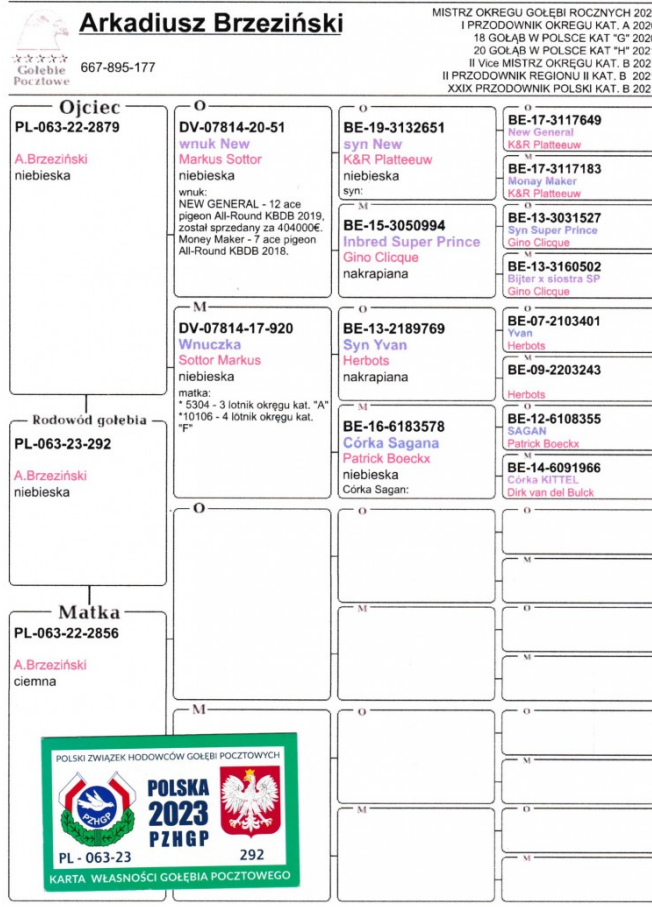 Arkadiusz Brzeziński
Gołębie
Pocztowe
667-895-177
MISTRZ OKRĘGU GOŁĘBI ROCZNYCH 202
I PRZODOWNIK OKRĘGU KAT. A 202
18 GOŁĄB W POLSCE KAT "G" 202
20 GOŁĄB W POLSCE KAT "H" 202
II Vice MISTRZ OKRĘGU KAT. B 202
II PRZODOWNIK REGIONU II KAT. B 202
XXIX PRZODOWNIK POLSKI KAT. B 202
Ojciec
PL-063-22-2879
A.Brzeziński
niebieska
Rodowód gołębia
PL-063-23-292
A.Brzeziński
niebieska
Matka
PL-063-22-2856
A.Brzeziński
ciemna
O
DV-07814-20-51
wnuk New
Markus Sottor
niebieska
wnuk:
NEW GENERAL - 12 ace
pigeon All-Round KBDB 2019,
został sprzedany za 404000€.
Money Maker - 7 ace pigeon
All-Round KBDB 2018.
M
DV-07814-17-920
Wnuczka
Sottor Markus
niebieska
matka:
* 5304 - 3 lotnik okręgu kat. "A"
*10106 - 4 lotnik okręgu kat.
"F"
O
M
O
BE-19-3132651
syn New
K&R Platteeuw
niebieska
syn:
M
BE-15-3050994
Inbred Super Prince
Gino Clicque
nakrapiana
O
BE-13-2189769
Syn Yvan
Herbots
nakrapiana
M
BE-16-6183578
Córka Sagana
Patrick Boeckx
niebieska
Córka Sagan:
O
M
O
M
O
BE-17-3117649
New General
K&R Platteeuw
M
BE-17-3117183
Monay Maker
K&R Platteeuw
O
BE-13-3031527
Syn Super Prince
Gino Clicque
M
BE-13-3160502
Bijter x siostra SP
Gino Clicque
O
BE-07-2103401
Yvan
Herbots
M
BE-09-2203243
Herbots
O
BE-12-6108355
SAGAN
Patrick Boeckx
M
BE-14-6091966
Córka KITTEL
Dirk van del Bulck
O
M
O
M
O
M
O
M
POLSKI ZWIĄZEK HODOWCÓW GOŁĘBI POCZTOWYCH
PZHGP
POLSKA
2023
PZHGP
PL - 063-23
292
KARTA WŁASNOŚCI GOŁĘBIA POCZTOWEGO